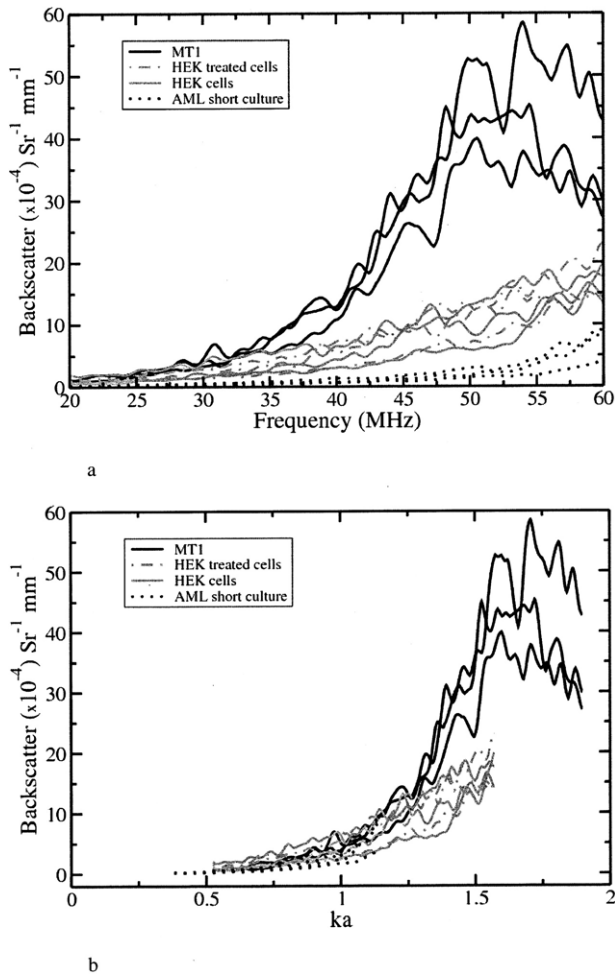 60
50
40
30
20
10
0
Backscatter (x10⁻⁴) Sr⁻¹ mm⁻¹
MT1
HEK treated cells
HEK cells
AML short culture
20 25 30 35 40 45 50 55 60
Frequency (MHz)
a
60
50
40
30
20
10
0
Backscatter (x10⁻⁴) Sr⁻¹ mm⁻¹
MT1
HEK treated cells
HEK cells
AML short culture
0 0.5 1 1.5 2
ka
b